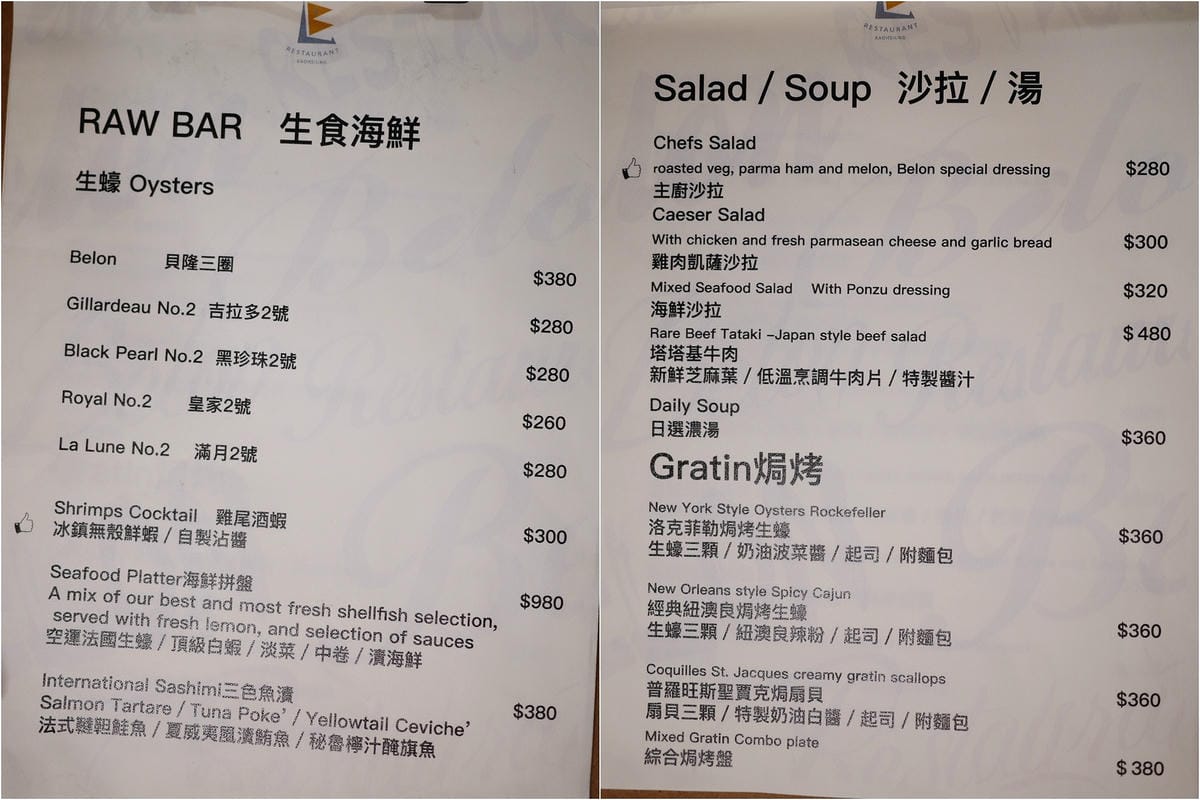 RESTAURANT
KAOHSIUNG
RAW BAR 生食海鮮
生蠔 Oysters
Belon 貝隆三圈 $380
Gillardeau No.2 吉拉多2號 $280
Black Pearl No.2 黑珍珠2號 $280
Royal No.2 皇家2號 $260
La Lune No.2 滿月2號 $280
Shrimps Cocktail 雞尾酒蝦
冰鎮無殼鮮蝦 / 自製沾醬 $300
Seafood Platter海鮮拼盤
A mix of our best and most fresh shellfish selection, $980
served with fresh lemon, and selection of sauces
空運法國生蠔 / 頂級白蝦 / 淡菜 / 中卷 / 漬海鮮
International Sashimi三色魚漬
Salmon Tartare / Tuna Poke’ / Yellowtail Ceviche’ $380
法式韃靼鮭魚 / 夏威夷風漬鮪魚 / 秘魯檸汁醃旗魚
RESTAURANT
KAOHSIUNG
Salad / Soup 沙拉 / 湯
Chefs Salad
roasted veg, parma ham and melon, Belon special dressing $280
主廚沙拉
Caeser Salad
With chicken and fresh parmasean cheese and garlic bread $300
雞肉凱薩沙拉
Mixed Seafood Salad With Ponzu dressing $320
海鮮沙拉
Rare Beef Tataki -Japan style beef salad $ 480
塔塔基牛肉
新鮮芝麻葉 / 低溫烹調牛肉片 / 特製醬汁
Daily Soup
日選濃湯 $360
Gratin焗烤
New York Style Oysters Rockefeller
洛克菲勒焗烤生蠔 $360
生蠔三顆 / 奶油波菜醬 / 起司 / 附麵包
New Orleans style Spicy Cajun
經典紐澳良焗烤生蠔
生蠔三顆 / 紐澳良辣粉 / 起司 / 附麵包 $360
Coquilles St. Jacques creamy gratin scallops
普羅旺斯聖賈克焗扇貝 $360
扇貝三顆 / 特製奶油白醬 / 起司 / 附麵包
Mixed Gratin Combo plate
綜合焗烤盤 $ 380